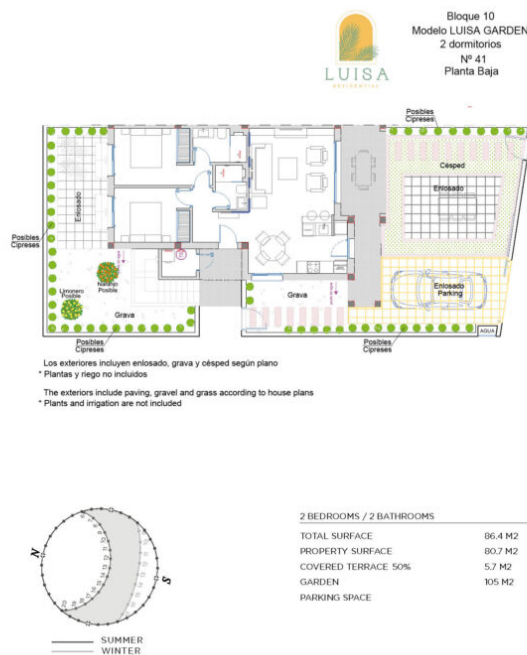 LUISA
RESIDENTIAL
Bloque 10
Modelo LUISA GARDEN
2 dormitorios
Nº 41
Planta Baja
Posibles
Cipreses
Césped
Enlosado
Enlosado
Posibles
Cipreses
Naranjo
Posible
Limonero
Posible
Grava
Grava
Enlosado
Parking
AGUA
Posibles
Cipreses
Posibles
Cipreses
Los exteriores incluyen enlosado, grava y césped según plano
* Plantas y riego no incluidos
The exteriors include paving, gravel and grass according to house plans
* Plants and irrigation are not included
N
S
SUMMER
WINTER
2 BEDROOMS / 2 BATHROOMS
TOTAL SURFACE 86.4 M2
PROPERTY SURFACE 80.7 M2
COVERED TERRACE 50% 5.7 M2
GARDEN 105 M2
PARKING SPACE